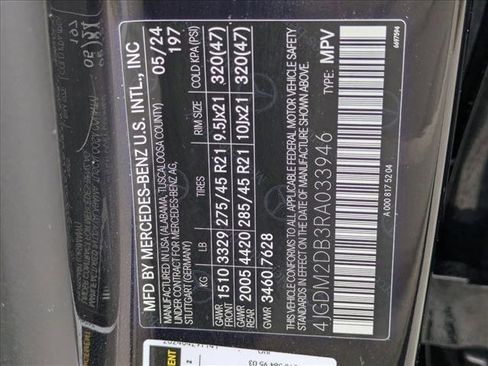 MFD BY MERCEDES-BENZ U.S. INTL., INC
MFD IN ALABAMA, USA (ALABAMA, TUSCALOOSA COUNTY)
UNDER CONTRACT FOR MERCEDES-BENZ AG,
STUTTGART (GERMANY)
05/24
197
KG LB TIRES RIM SIZE COLD KPA (PSI)
GAWR FRONT 1510 3329 275/45 R21 9.5Jx21 320(47)
GAWR REAR 2005 4420 285/45 R21 10Jx21 320(47)
GVWR 3460 7628
THIS VEHICLE CONFORMS TO ALL APPLICABLE FEDERAL MOTOR VEHICLE SAFETY
STANDARDS IN EFFECT ON THE DATE OF MANUFACTURE SHOWN ABOVE.
4JGDM2DB3RA033946
TYPE: MPV
A 000 817 52 04
6497594